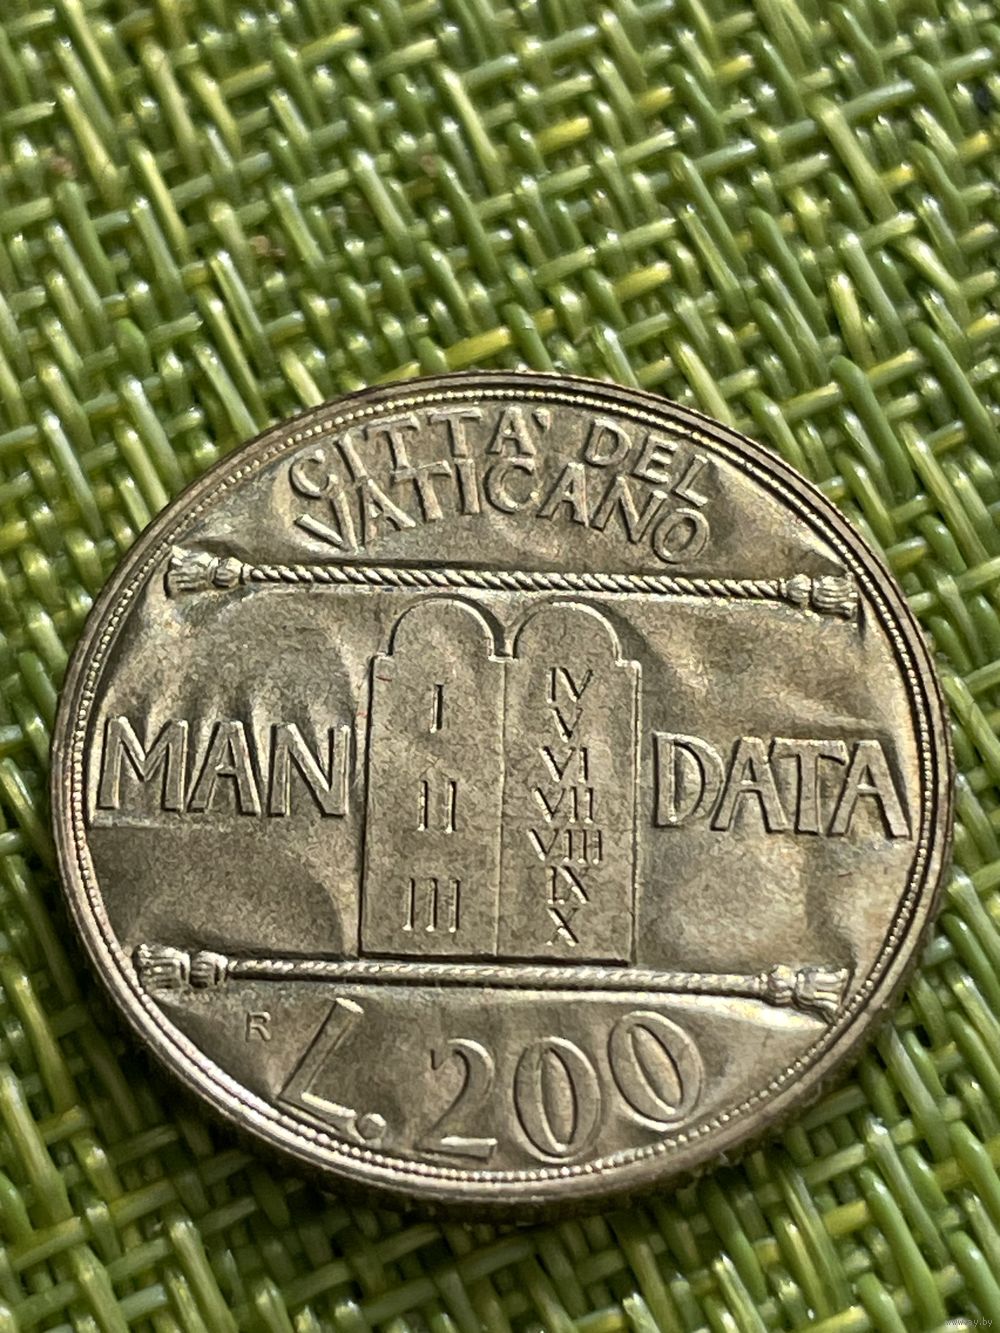 CITTA' DEL
VATICANO
MAN DATA
I
II
III
IV
V
VI
VII
VIII
IX
X
R
L. 200